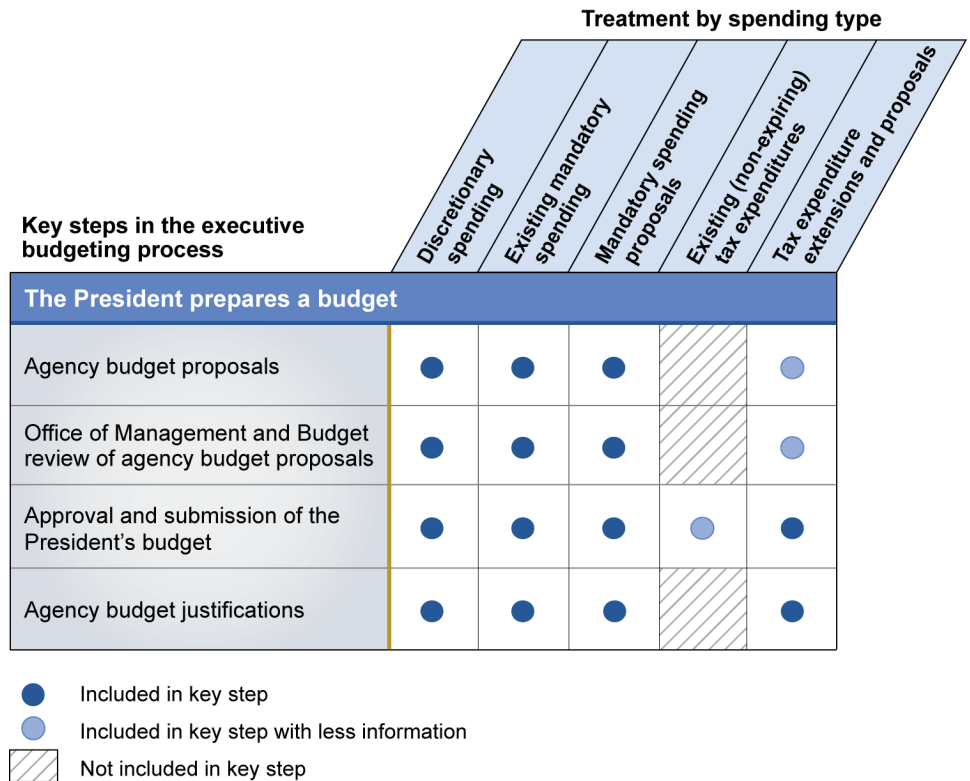 Treatment by spending type
Discretionary
spending
Existing mandatory
spending
Mandatory spending
proposals
Existing (non-expiring)
tax expenditures
Tax expenditure
extensions and proposals
Key steps in the executive
budgeting process
The President prepares a budget
Agency budget proposals
Office of Management and Budget
review of agency budget proposals
Approval and submission of the
President’s budget
Agency budget justifications
Included in key step
Included in key step with less information
Not included in key step